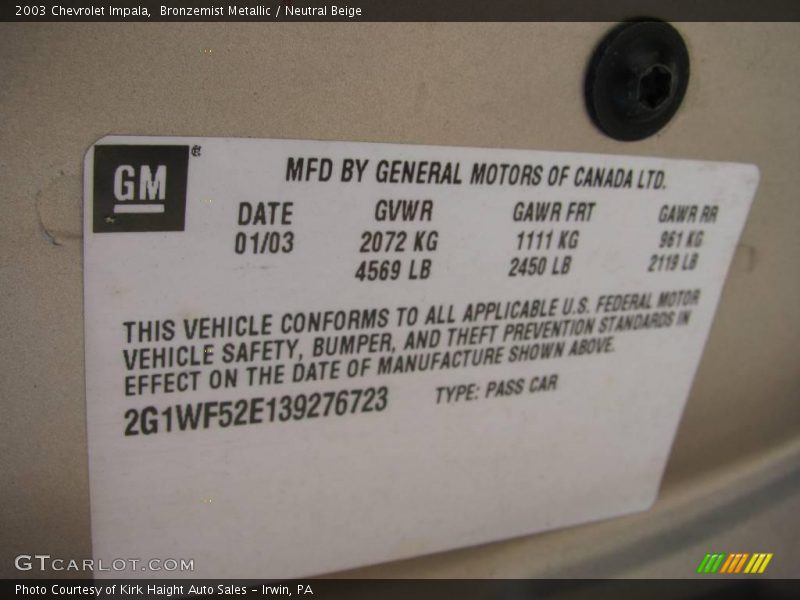 2003 Chevrolet Impala, Bronzemist Metallic / Neutral Beige
GM
MFD BY GENERAL MOTORS OF CANADA LTD.
DATE GVWR GAWR FRT GAWR RR
01/03 2072 KG 1111 KG 961 KG
4569 LB 2450 LB 2119 LB
THIS VEHICLE CONFORMS TO ALL APPLICABLE U.S. FEDERAL MOTOR
VEHICLE SAFETY, BUMPER, AND THEFT PREVENTION STANDARDS IN
EFFECT ON THE DATE OF MANUFACTURE SHOWN ABOVE.
2G1WF52E139276723 TYPE: PASS CAR
GTCARLOT.COM
Photo Courtesy of Kirk Haight Auto Sales - Irwin, PA